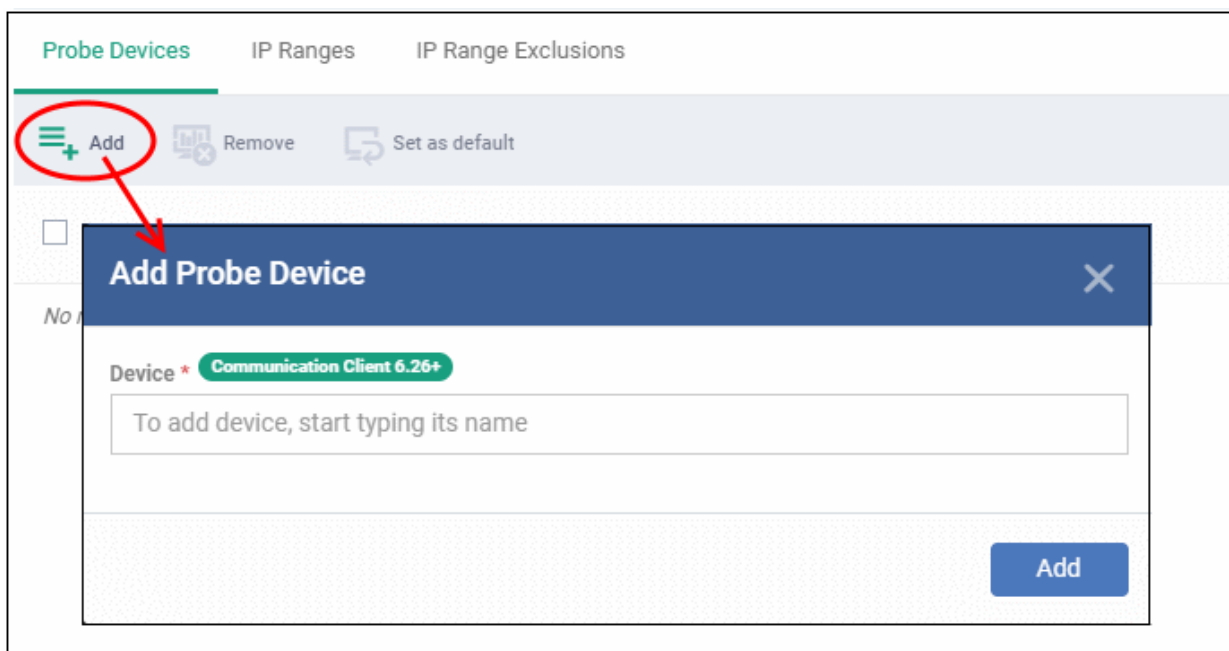 Probe Devices IP Ranges IP Range Exclusions
Add Remove Set as default
Add Probe Device
No
Device * Communication Client 6.26+
To add device, start typing its name
Add